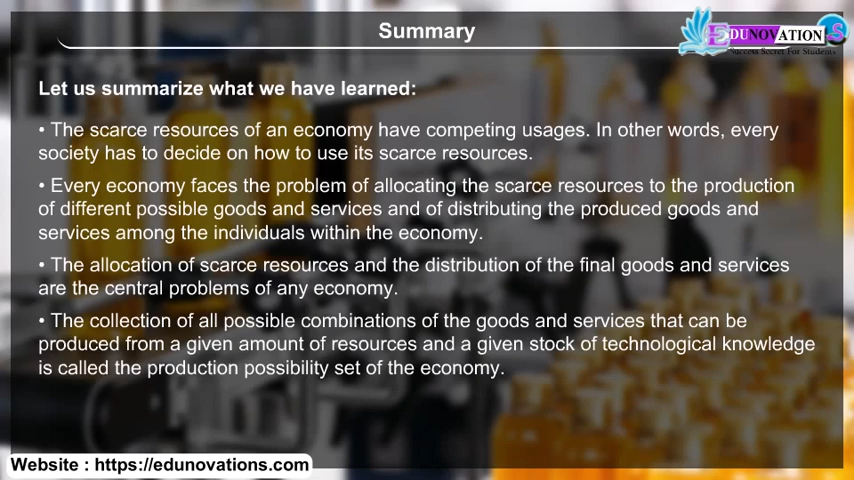 Summary
EDUNOVATIONS
Success Secret For Students
Let us summarize what we have learned:
• The scarce resources of an economy have competing usages. In other words, every
society has to decide on how to use its scarce resources.
• Every economy faces the problem of allocating the scarce resources to the production
of different possible goods and services and of distributing the produced goods and
services among the individuals within the economy.
• The allocation of scarce resources and the distribution of the final goods and services
are the central problems of any economy.
• The collection of all possible combinations of the goods and services that can be
produced from a given amount of resources and a given stock of technological knowledge
is called the production possibility set of the economy.
Website : https://edunovations.com